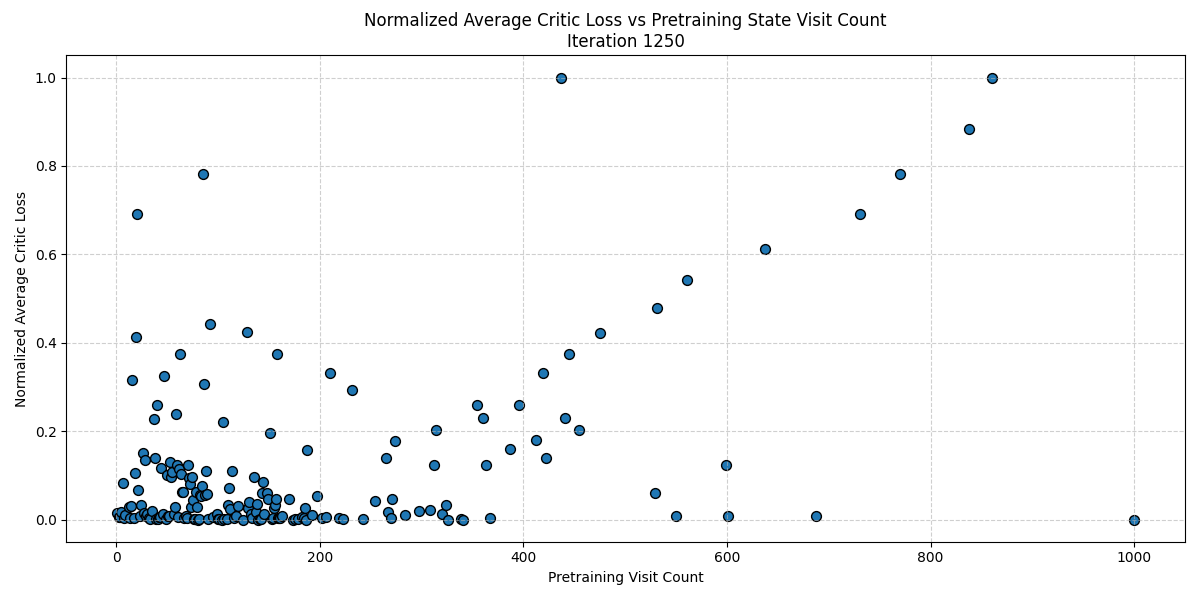 Normalized Average Critic Loss vs Pretraining State Visit Count
Iteration 1250
Normalized Average Critic Loss
1.0
0.8
0.6
0.4
0.2
0.0
0 200 400 600 800 1000
Pretraining Visit Count